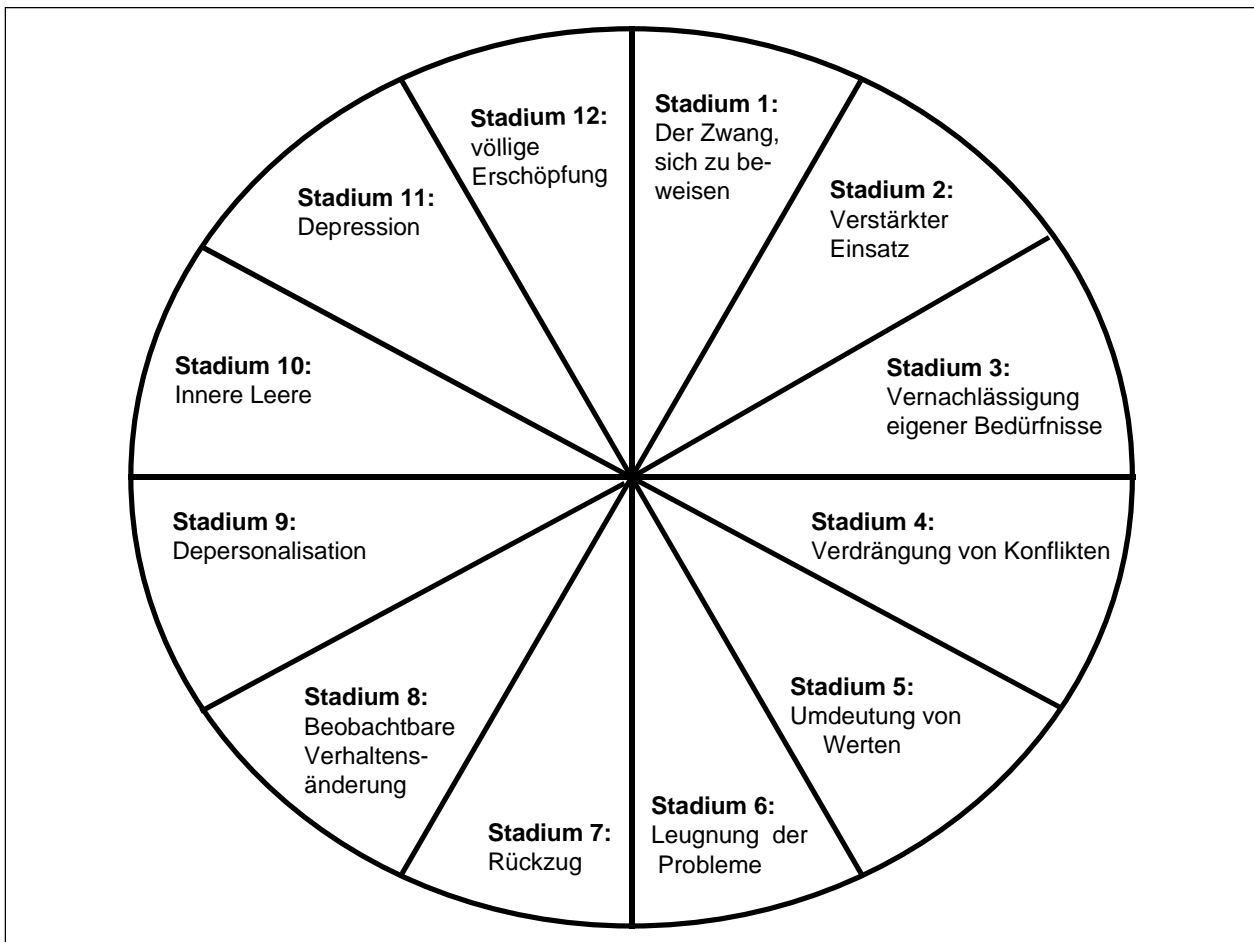 Stadium 1:
Der Zwang,
sich zu be-
weisen
Stadium 2:
Verstärkter
Einsatz
Stadium 3:
Vernachlässigung
eigener Bedürfnisse
Stadium 4:
Verdrängung von Konflikten
Stadium 5:
Umdeutung von
Werten
Stadium 6:
Leugnung der
Probleme
Stadium 7:
Rückzug
Stadium 8:
Beobachtbare
Verhaltens-
änderung
Stadium 9:
Depersonalisation
Stadium 10:
Innere Leere
Stadium 11:
Depression
Stadium 12:
völlige
Erschöpfung